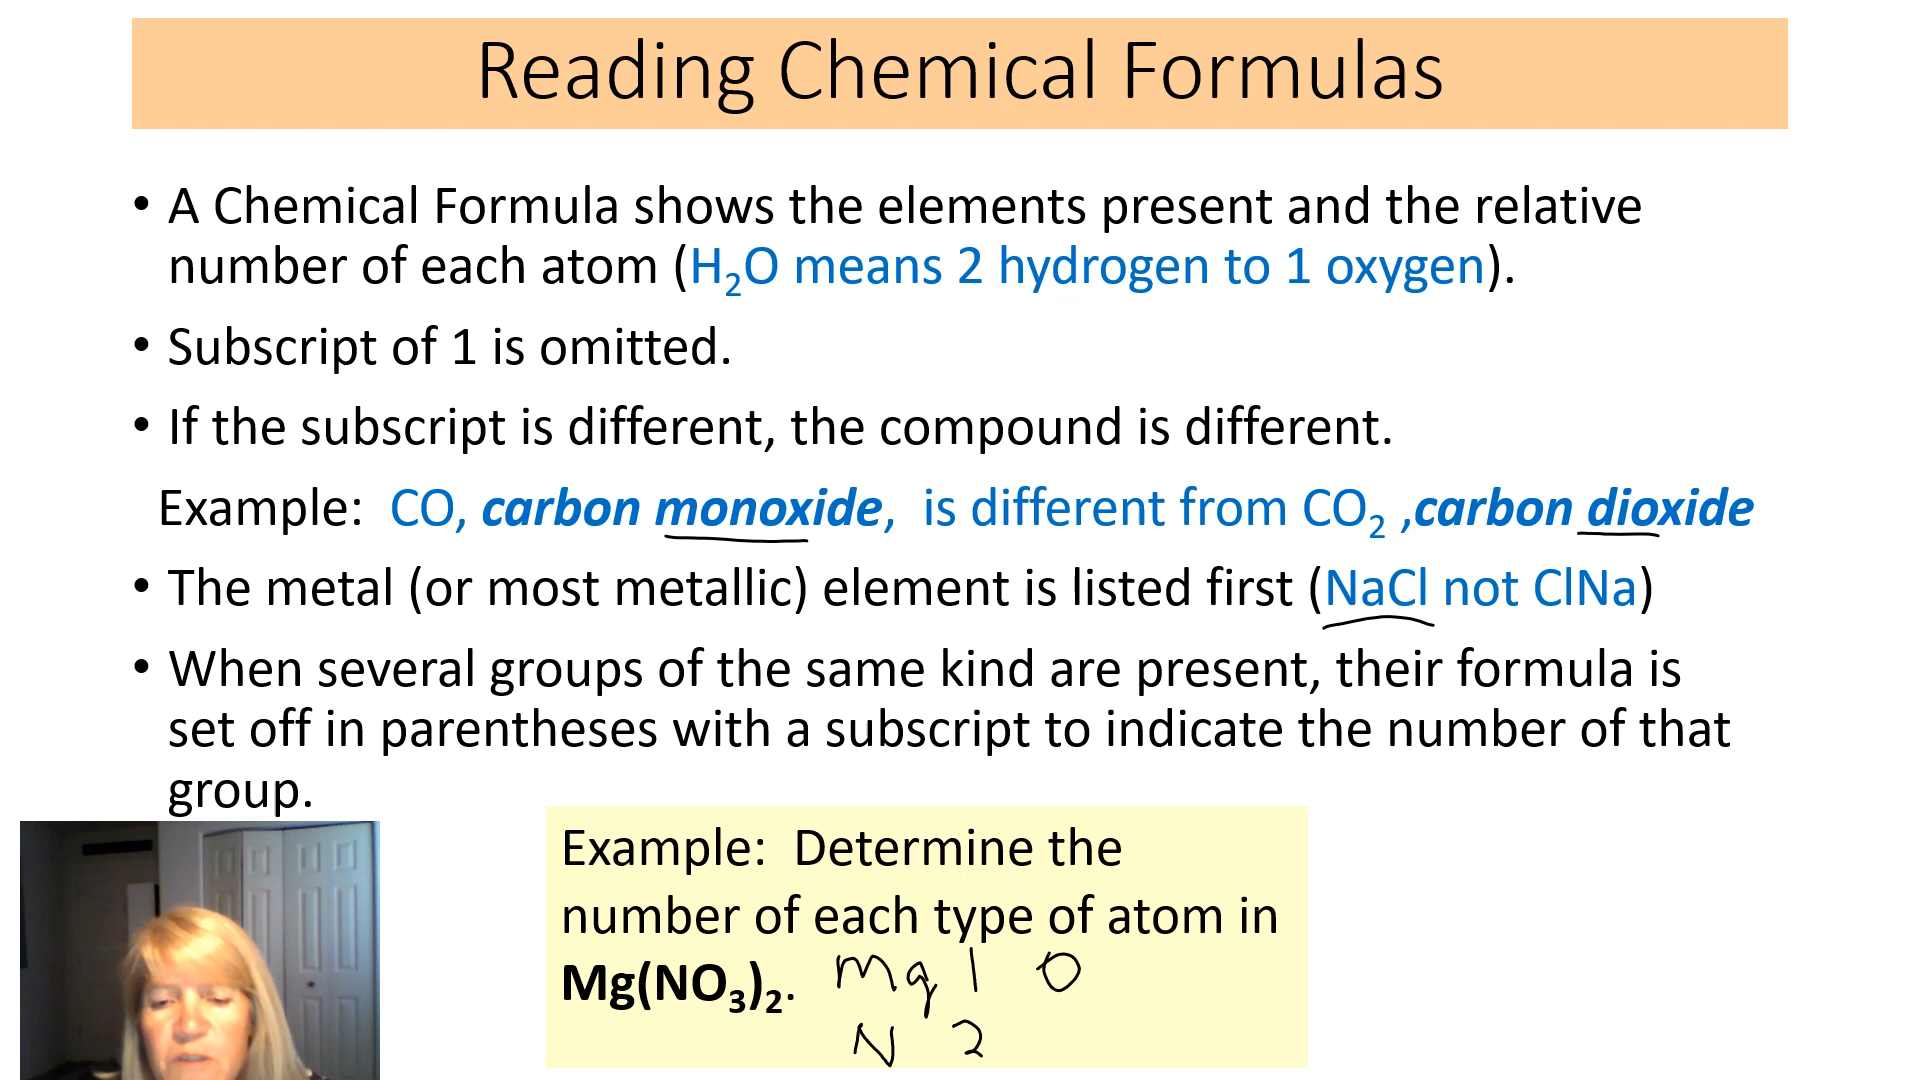 Reading Chemical Formulas
• A Chemical Formula shows the elements present and the relative
number of each atom (H₂O means 2 hydrogen to 1 oxygen).
• Subscript of 1 is omitted.
• If the subscript is different, the compound is different.
Example: CO, carbon monoxide, is different from CO₂ ,carbon dioxide
• The metal (or most metallic) element is listed first (NaCl not ClNa)
• When several groups of the same kind are present, their formula is
set off in parentheses with a subscript to indicate the number of that
group.
Example: Determine the
number of each type of atom in
Mg(NO₃)₂. Mg 1 O
N 2